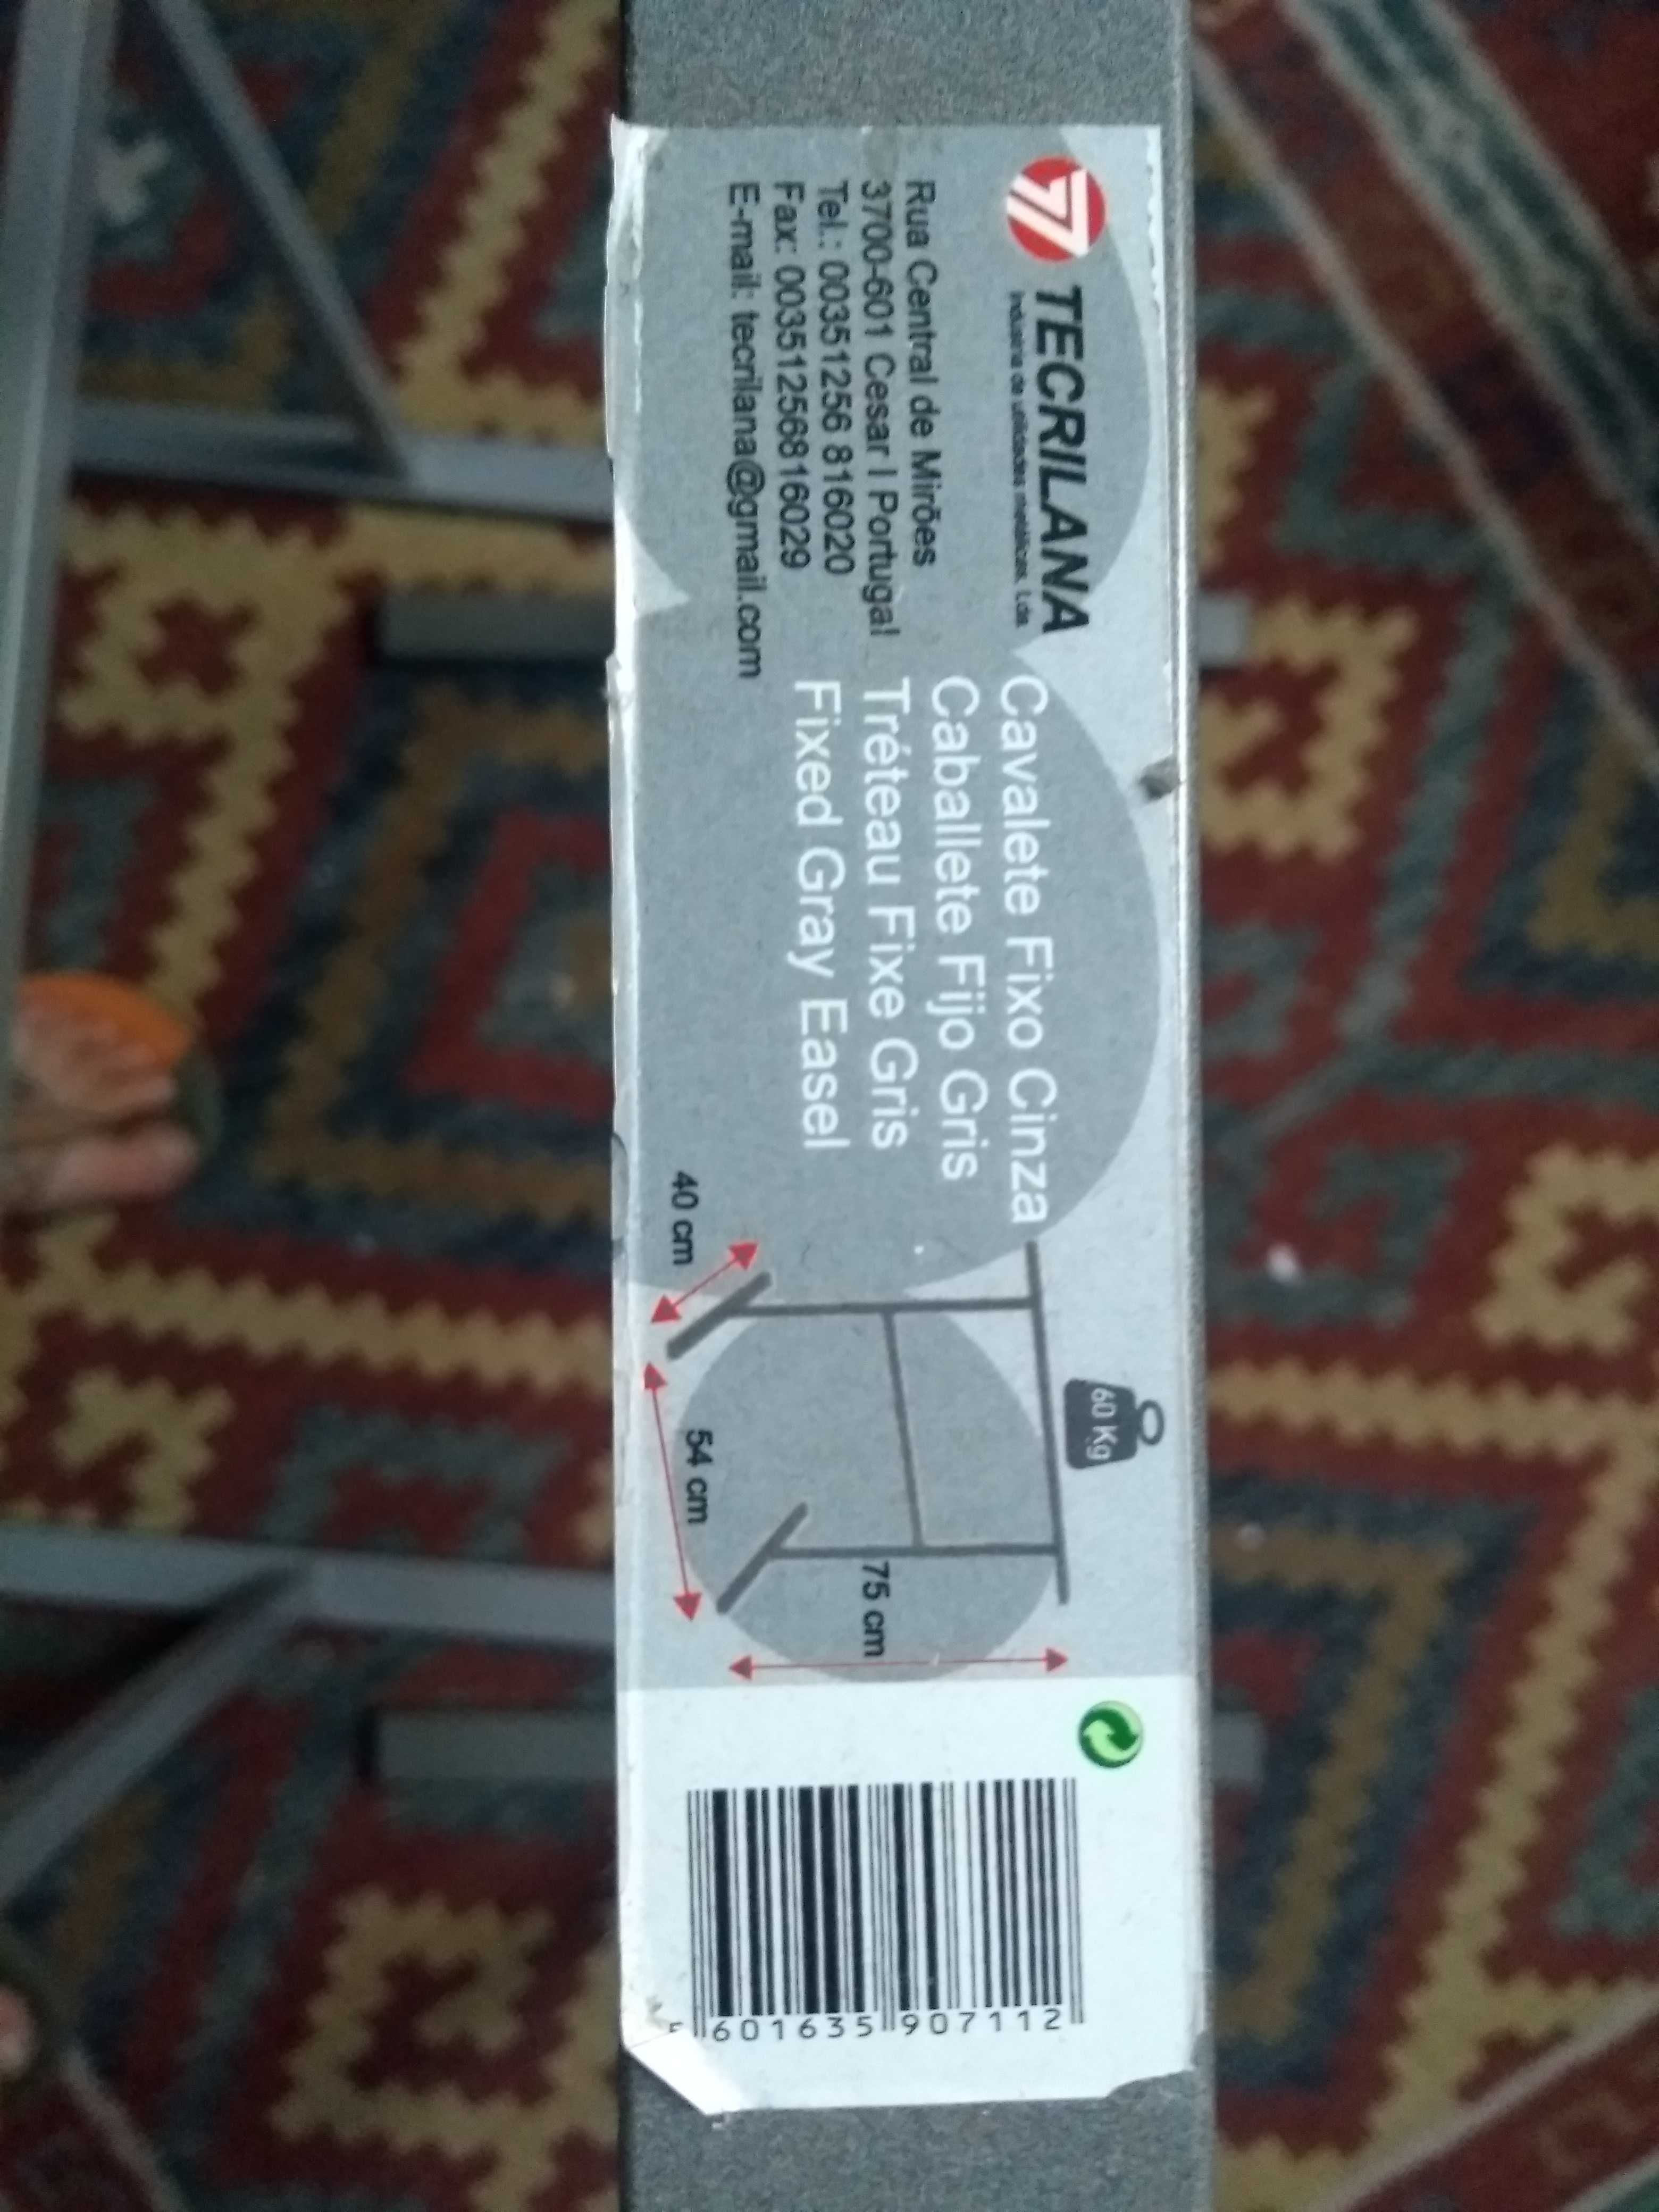 TECRILANA
Indústria de utilidades metálicas, Lda.
Rua Central de Mirões
3700-601 Cesar | Portugal
Tel.: 00351256 816020
Fax: 003512568816029
E-mail: tecrilana@gmail.com
Cavalete Fixo Cinza
Caballete Fijo Gris
Tréteau Fixe Gris
Fixed Gray Easel
60 Kg
75 cm
40 cm
54 cm
601635 907112